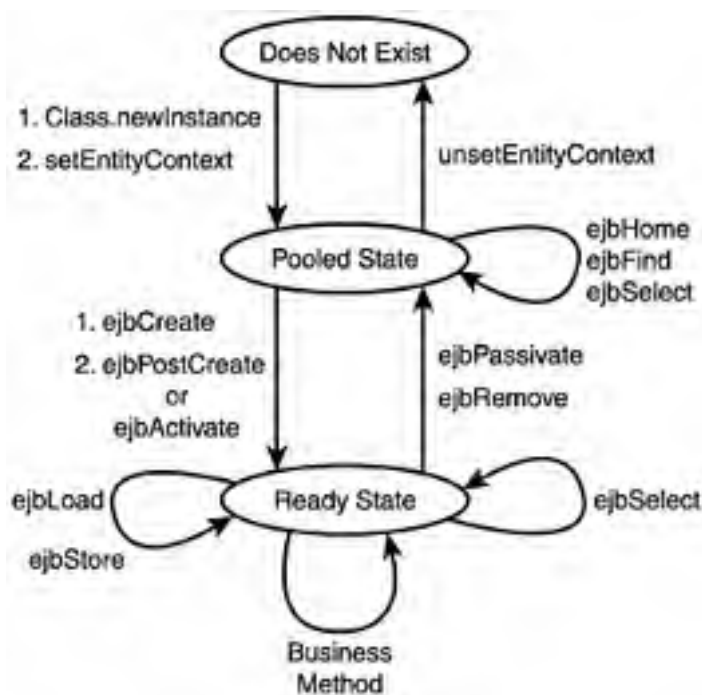 Does Not Exist
1. Class.newInstance
2. setEntityContext
unsetEntityContext
Pooled State
ejbHome
ejbFind
ejbSelect
1. ejbCreate
2. ejbPostCreate
or
ejbActivate
ejbPassivate
ejbRemove
ejbLoad
Ready State
ejbSelect
ejbStore
Business
Method